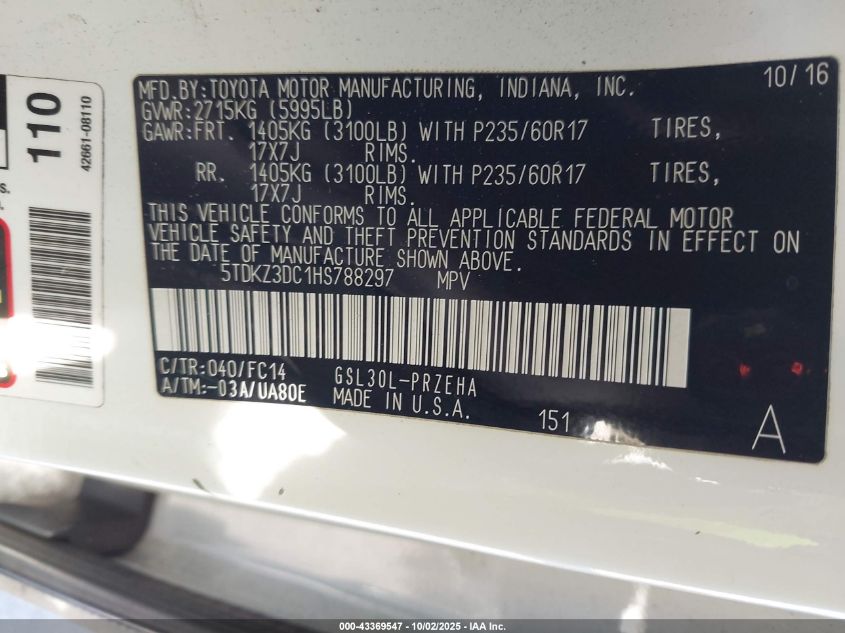 MFD.BY:TOYOTA MOTOR MANUFACTURING, INDIANA, INC. 10/16
GVWR:2715KG (5995LB)
GAWR:FRT. 1405KG (3100LB) WITH P235/60R17 TIRES,
17X7J RIMS.
RR. 1405KG (3100LB) WITH P235/60R17 TIRES,
17X7J RIMS.
THIS VEHICLE CONFORMS TO ALL APPLICABLE FEDERAL MOTOR
VEHICLE SAFETY AND THEFT PREVENTION STANDARDS IN EFFECT ON
THE DATE OF MANUFACTURE SHOWN ABOVE.
5TDKZ3DC1HS788297 MPV
C/TR:040/FC14 GSL30L-PRZEHA
A/TM:-03A/UA80E MADE IN U.S.A.
151
A
110
42661-08110
s.
000-43369547 - 10/02/2025 - IAA Inc.